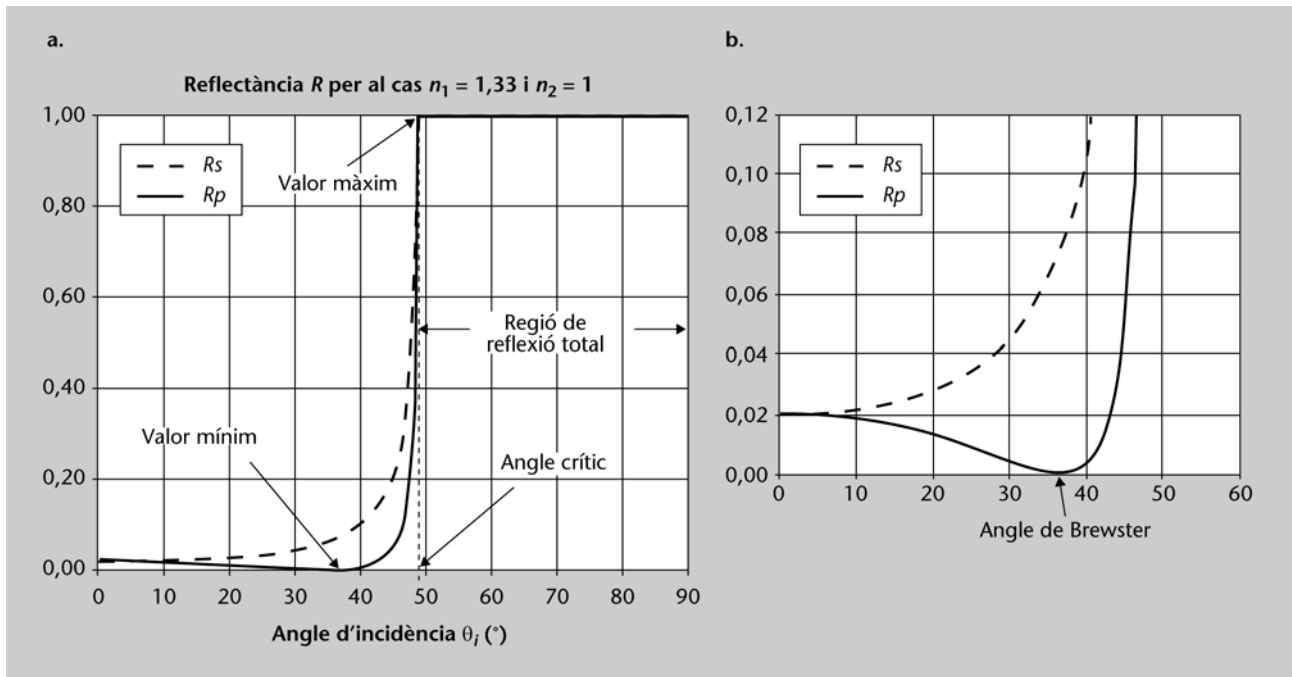 a.
Reflectància R per al cas n₁ = 1,33 i n₂ = 1
1,00
0,80
0,60
0,40
0,20
0,00
Rs
Rp
Valor màxim
Regió de
reflexió total
Valor mínim
Angle crític
0 10 20 30 40 50 60 70 80 90
Angle d'incidència θᵢ (°)
b.
0,12
0,10
0,08
0,06
0,04
0,02
0,00
Rs
Rp
0 10 20 30 40 50 60
Angle de Brewster